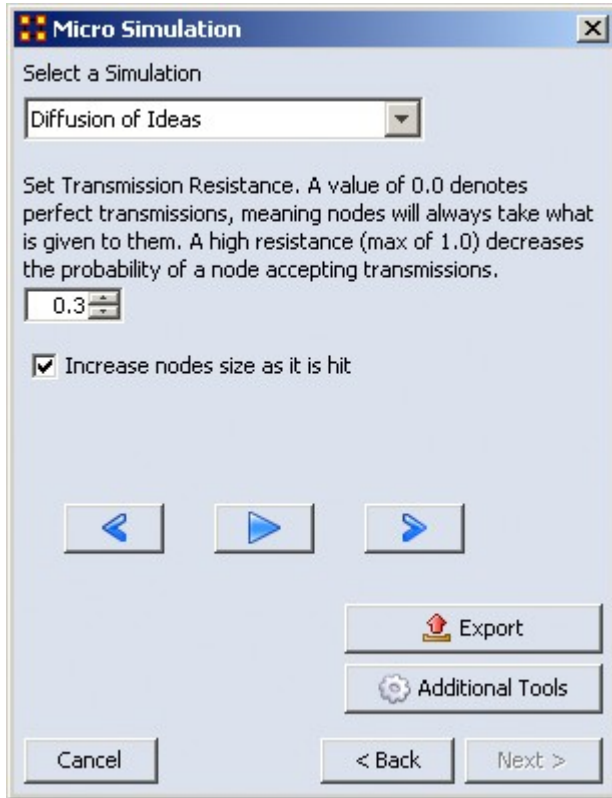 Micro Simulation
Select a Simulation
Diffusion of Ideas
Set Transmission Resistance. A value of 0.0 denotes
perfect transmissions, meaning nodes will always take what
is given to them. A high resistance (max of 1.0) decreases
the probability of a node accepting transmissions.
0.3
Increase nodes size as it is hit
Export
Additional Tools
Cancel
< Back
Next >